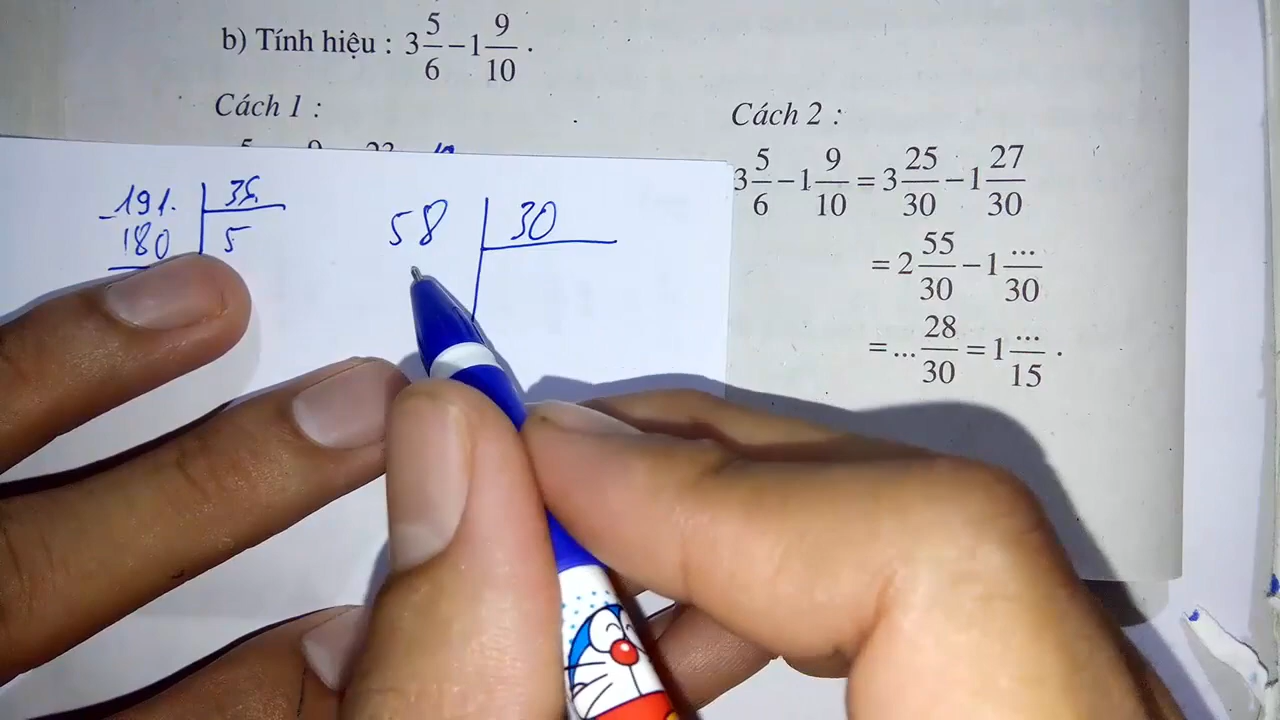 b) Tính hiệu : 3 5/6 − 1 9/10 .
Cách 1 :
Cách 2 :
3 5/6 − 1 9/10 = 3 25/30 − 1 27/30
= 2 55/30 − 1 .../30
= ... 28/30 = 1 .../15 .
191
180 5
58 30